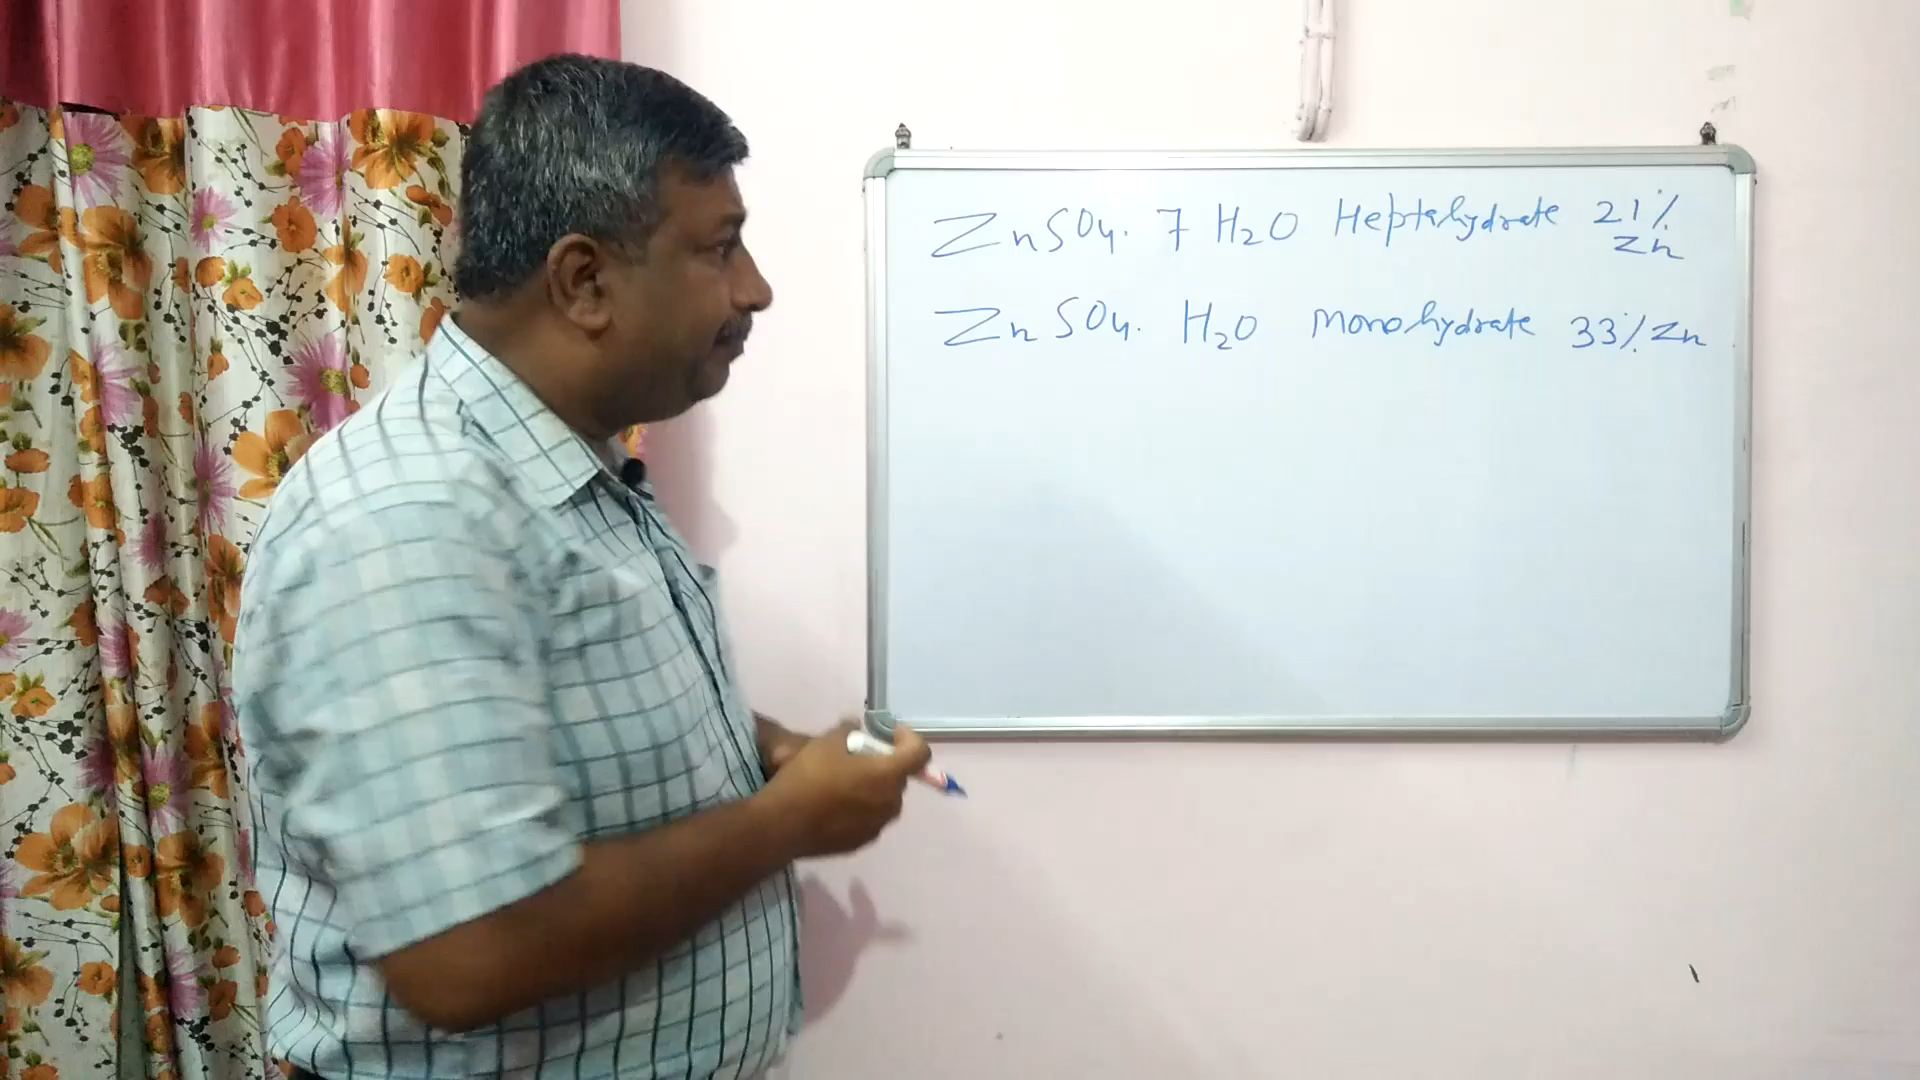 ZnSO4. 7 H2O Heptahydrate 21%
Zn
ZnSO4. H2O Monohydrate 33% Zn